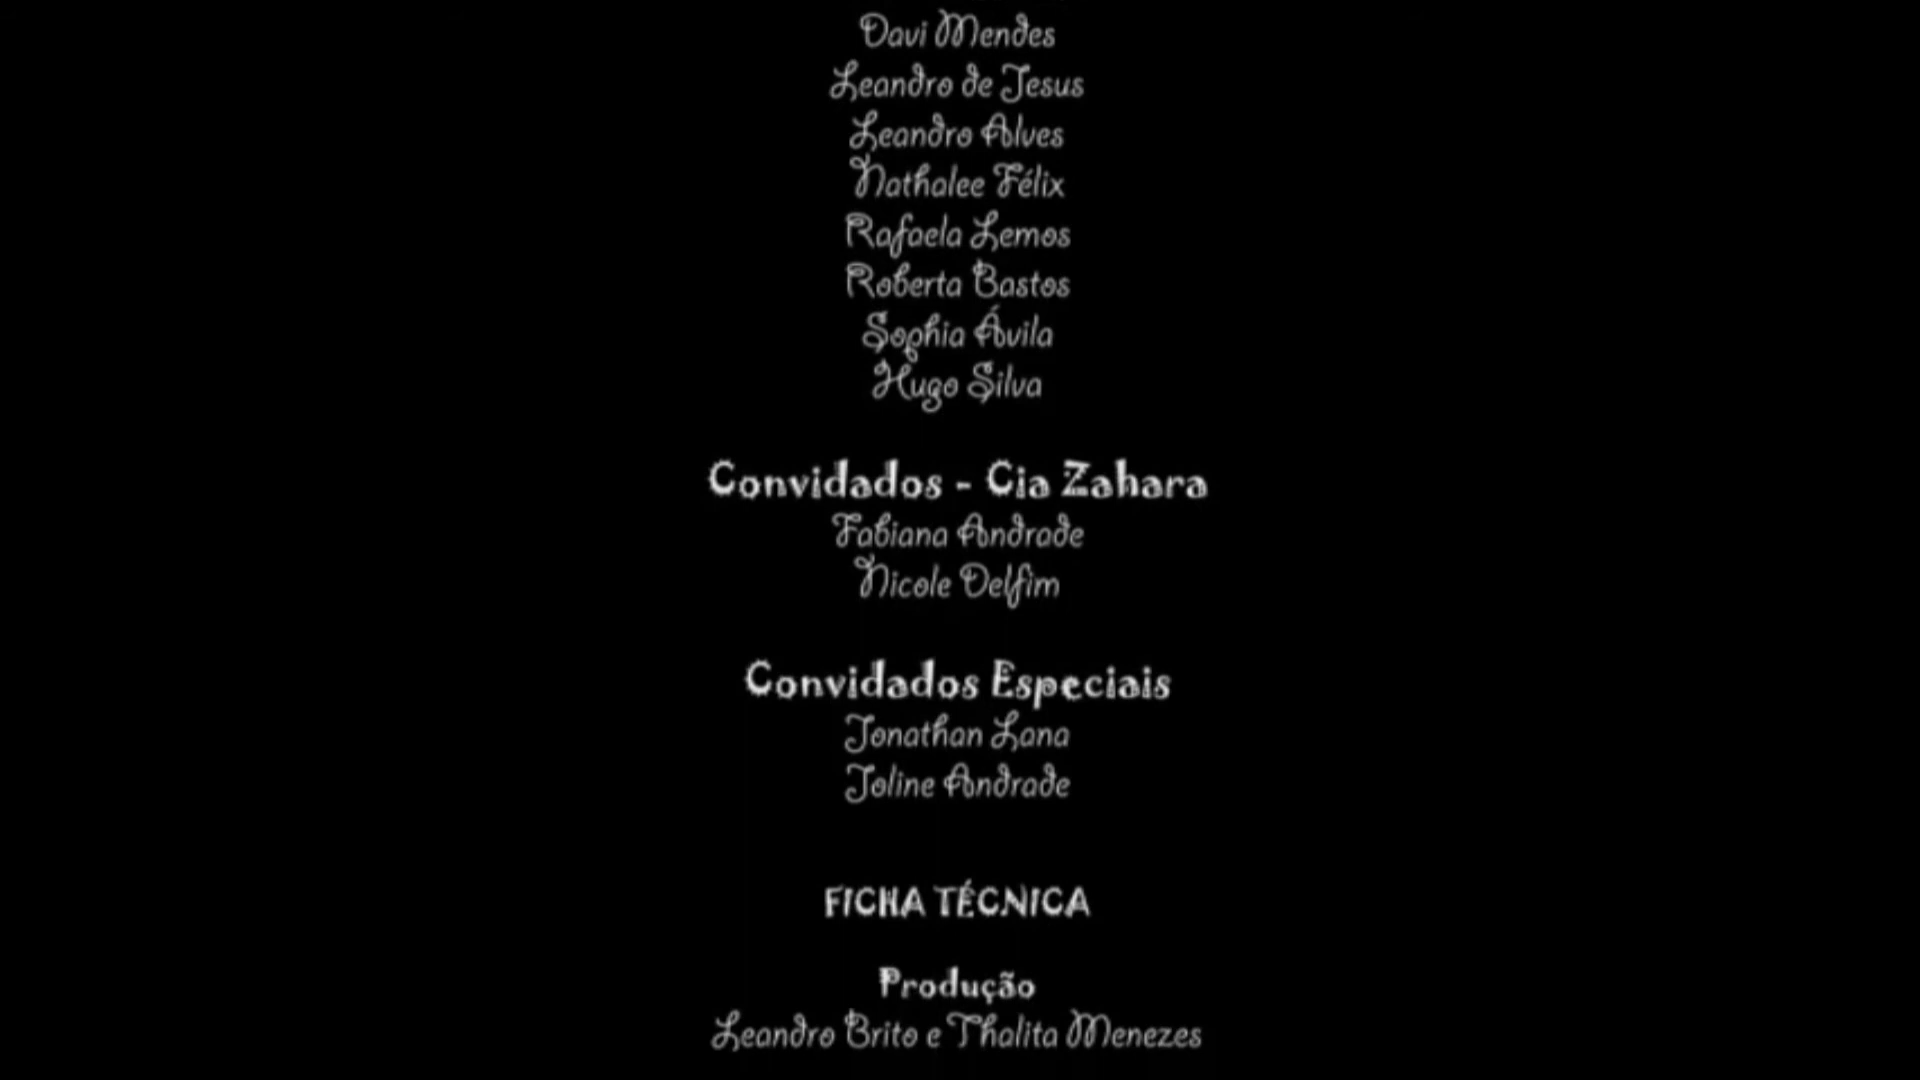 Davi Mendes
Leandro de Jesus
Leandro Alves
Nathalee Félix
Rafaela Lemos
Roberta Bastos
Sophia Ávila
Hugo Silva
Convidados - Cia Zahara
Fabiana Andrade
Nicole Delfim
Convidados Especiais
Jonathan Lana
Joline Andrade
FICHA TÉCNICA
Produção
Leandro Brito e Thalita Menezes